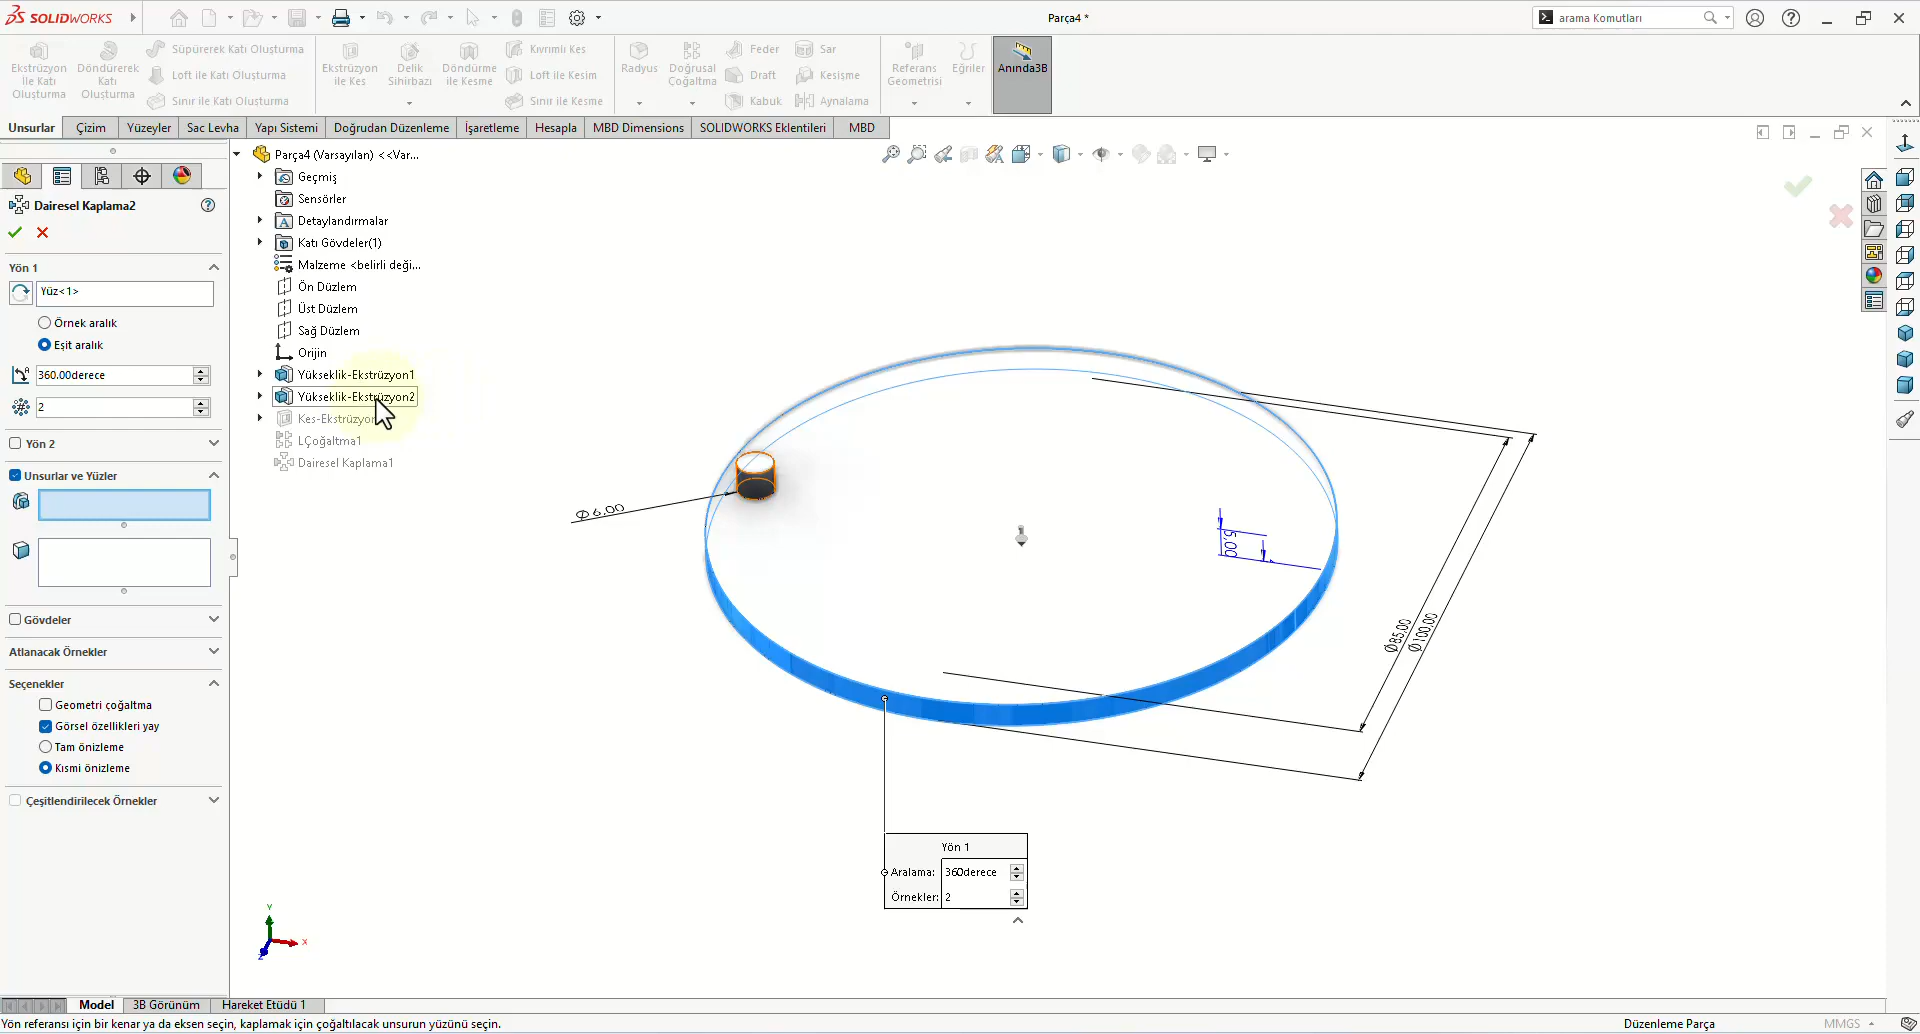 SOLIDWORKS
Parça4 *
arama Komutları
Ekstrüzyon İle Katı Oluşturma
Döndürerek Katı Oluşturma
Süpürerek Katı Oluşturma
Loft ile Katı Oluşturma
Sınır ile Katı Oluşturma
Ekstrüzyon ile Kes
Delik Sihirbazı
Döndürme ile Kesme
Kıvrımlı Kes
Loft ile Kesim
Sınır ile Kesme
Radyus
Doğrusal Çoğaltma
Feder
Draft
Kabuk
Sar
Kesişme
Aynalama
Referans Geometrisi
Eğriler
Anında3B
Unsurlar
Çizim
Yüzeyler
Sac Levha
Yapı Sistemi
Doğrudan Düzenleme
İşaretleme
Hesapla
MBD Dimensions
SOLIDWORKS Eklentileri
MBD
Dairesel Kaplama2
Yön 1
Yüz<1>
Örnek aralık
Eşit aralık
360.00derece
2
Yön 2
Unsurlar ve Yüzler
Gövdeler
Atlanacak Örnekler
Seçenekler
Geometri çoğaltma
Görsel özellikleri yay
Tam önizleme
Kısmi önizleme
Çeşitlendirilecek Örnekler
Parça4 (Varsayılan) <<Var...
Geçmiş
Sensörler
Detaylandırmalar
Katı Gövdeler(1)
Malzeme <belirli deği...
Ön Düzlem
Üst Düzlem
Sağ Düzlem
Orijin
Yükseklik-Ekstrüzyon1
Yükseklik-Ekstrüzyon2
Kes-Ekstrüzyon
LÇoğaltma1
Dairesel Kaplama1
Ø6.00
5.00
Ø85.00
Ø100.00
Yön 1
Aralama: 360derece
Örnekler: 2
Y
X
Z
Model
3B Görünüm
Hareket Etüdü 1
Yön referansı için bir kenar ya da eksen seçin, kaplamak için çoğaltılacak unsurun yüzünü seçin.
Düzenleme Parça
MMGS